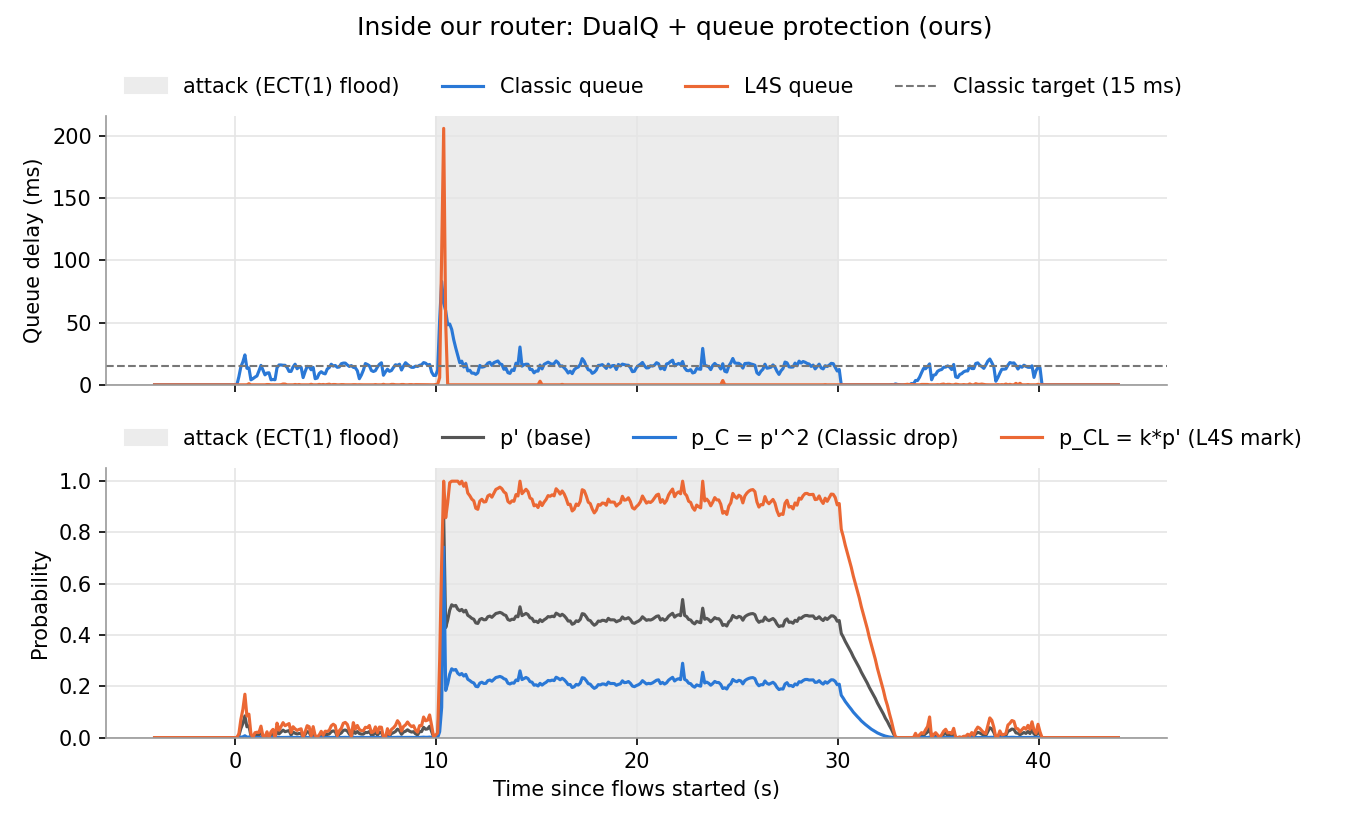 Inside our router: DualQ + queue protection (ours)
attack (ECT(1) flood) Classic queue L4S queue Classic target (15 ms)
Queue delay (ms)
200
150
100
50
0
attack (ECT(1) flood) p' (base) p_C = p'^2 (Classic drop) p_CL = k*p' (L4S mark)
Probability
1.0
0.8
0.6
0.4
0.2
0.0
0 10 20 30 40
Time since flows started (s)